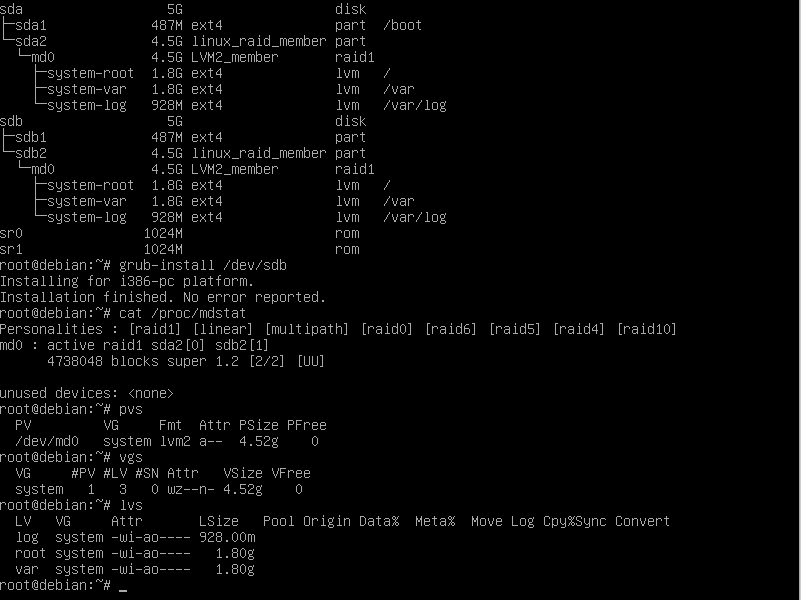 sda                  5G                   disk
├─sda1             487M ext4              part  /boot
└─sda2             4.5G linux_raid_member part
  └─md0            4.5G LVM2_member       raid1
    ├─system-root  1.8G ext4              lvm   /
    ├─system-var   1.8G ext4              lvm   /var
    └─system-log   928M ext4              lvm   /var/log
sdb                  5G                   disk
├─sdb1             487M ext4              part
└─sdb2             4.5G linux_raid_member part
  └─md0            4.5G LVM2_member       raid1
    ├─system-root  1.8G ext4              lvm   /
    ├─system-var   1.8G ext4              lvm   /var
    └─system-log   928M ext4              lvm   /var/log
sr0               1024M                   rom
sr1               1024M                   rom
root@debian:~# grub-install /dev/sdb
Installing for i386-pc platform.
Installation finished. No error reported.
root@debian:~# cat /proc/mdstat
Personalities : [raid1] [linear] [multipath] [raid0] [raid6] [raid5] [raid4] [raid10]
md0 : active raid1 sda2[0] sdb2[1]
      4738048 blocks super 1.2 [2/2] [UU]

unused devices: <none>
root@debian:~# pvs
  PV         VG     Fmt  Attr PSize PFree
  /dev/md0   system lvm2 a--  4.52g    0
root@debian:~# vgs
  VG     #PV #LV #SN Attr   VSize VFree
  system   1   3   0 wz--n- 4.52g    0
root@debian:~# lvs
  LV   VG     Attr       LSize   Pool Origin Data%  Meta%  Move Log Cpy%Sync Convert
  log  system -wi-ao---- 928.00m
  root system -wi-ao----   1.80g
  var  system -wi-ao----   1.80g
root@debian:~# _